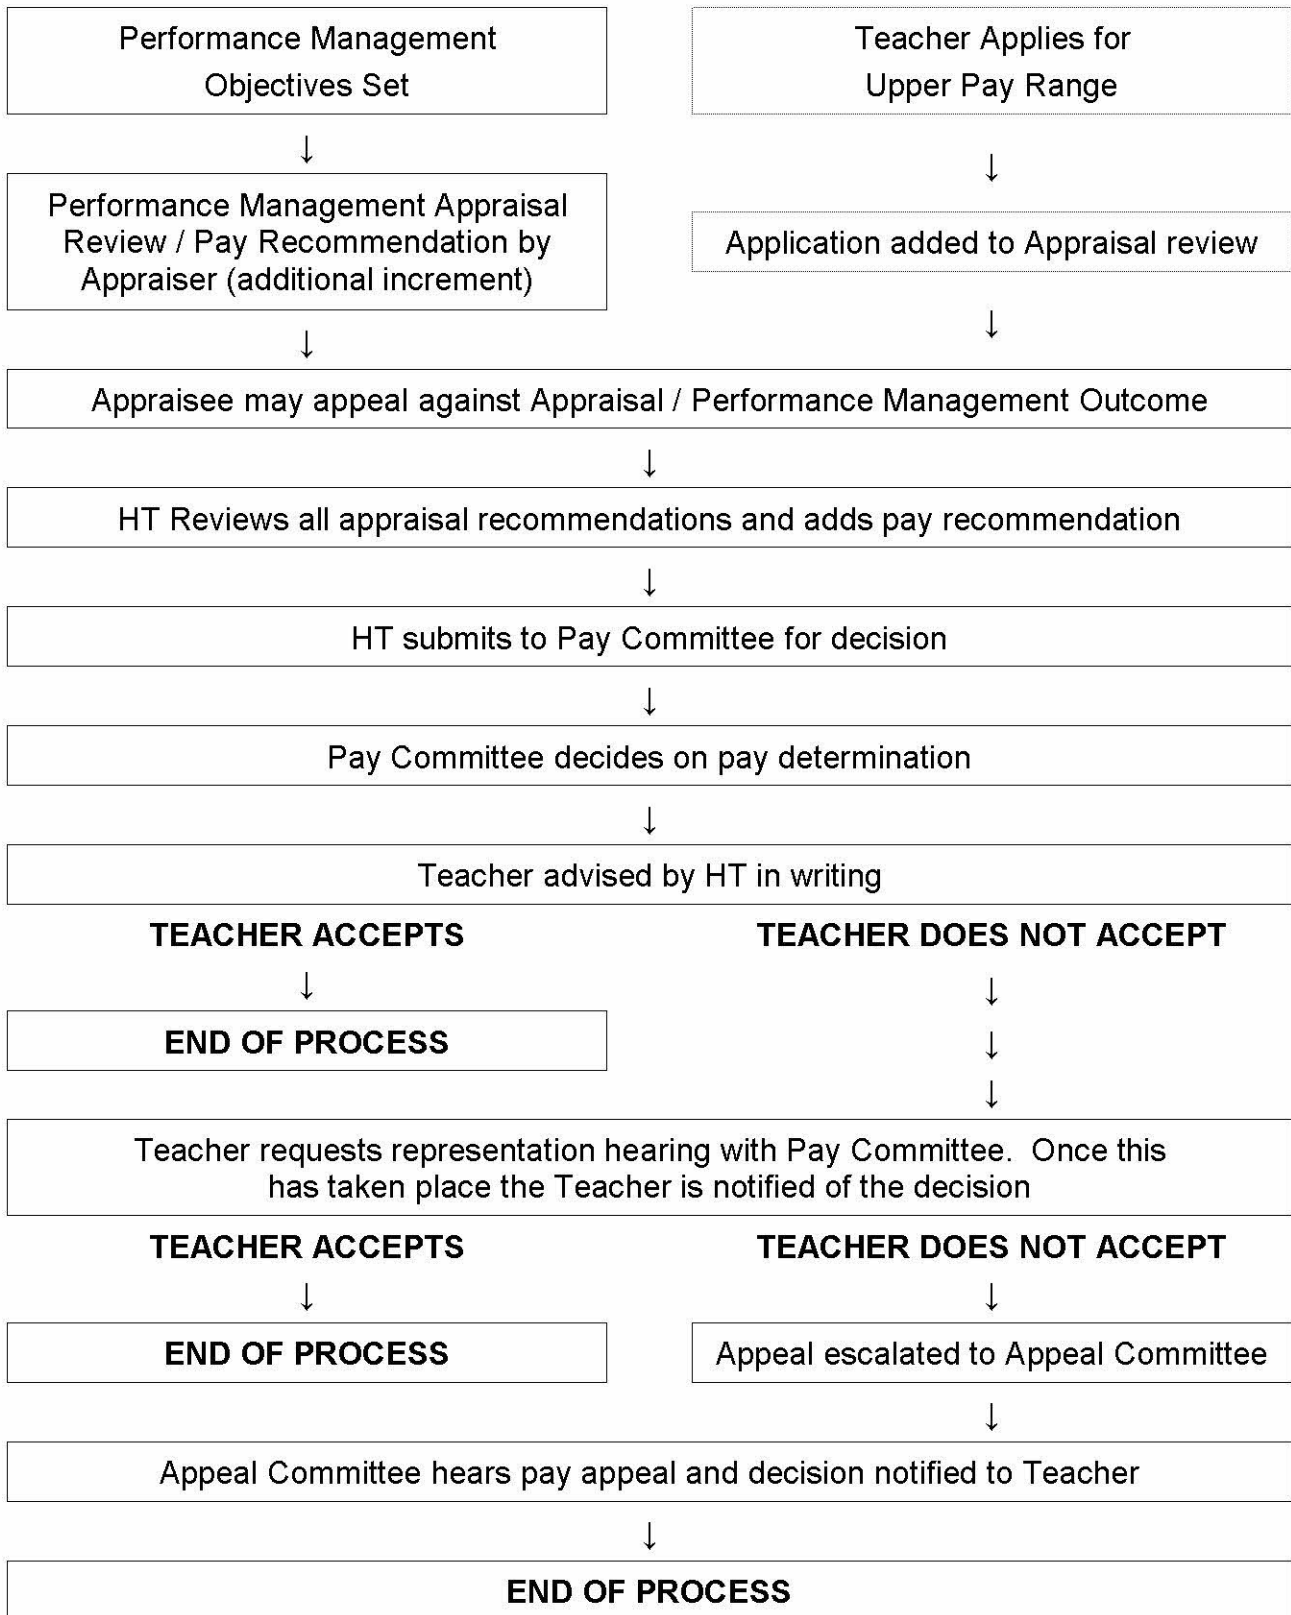 Performance Management
Objectives Set
Teacher Applies for
Upper Pay Range
↓
↓
Performance Management Appraisal
Review / Pay Recommendation by
Appraiser (additional increment)
Application added to Appraisal review
↓
↓
Appraisee may appeal against Appraisal / Performance Management Outcome
↓
HT Reviews all appraisal recommendations and adds pay recommendation
↓
HT submits to Pay Committee for decision
↓
Pay Committee decides on pay determination
↓
Teacher advised by HT in writing
TEACHER ACCEPTS
↓
END OF PROCESS
TEACHER DOES NOT ACCEPT
↓
↓
↓
Teacher requests representation hearing with Pay Committee.  Once this
has taken place the Teacher is notified of the decision
TEACHER ACCEPTS
↓
END OF PROCESS
TEACHER DOES NOT ACCEPT
↓
Appeal escalated to Appeal Committee
↓
Appeal Committee hears pay appeal and decision notified to Teacher
↓
END OF PROCESS